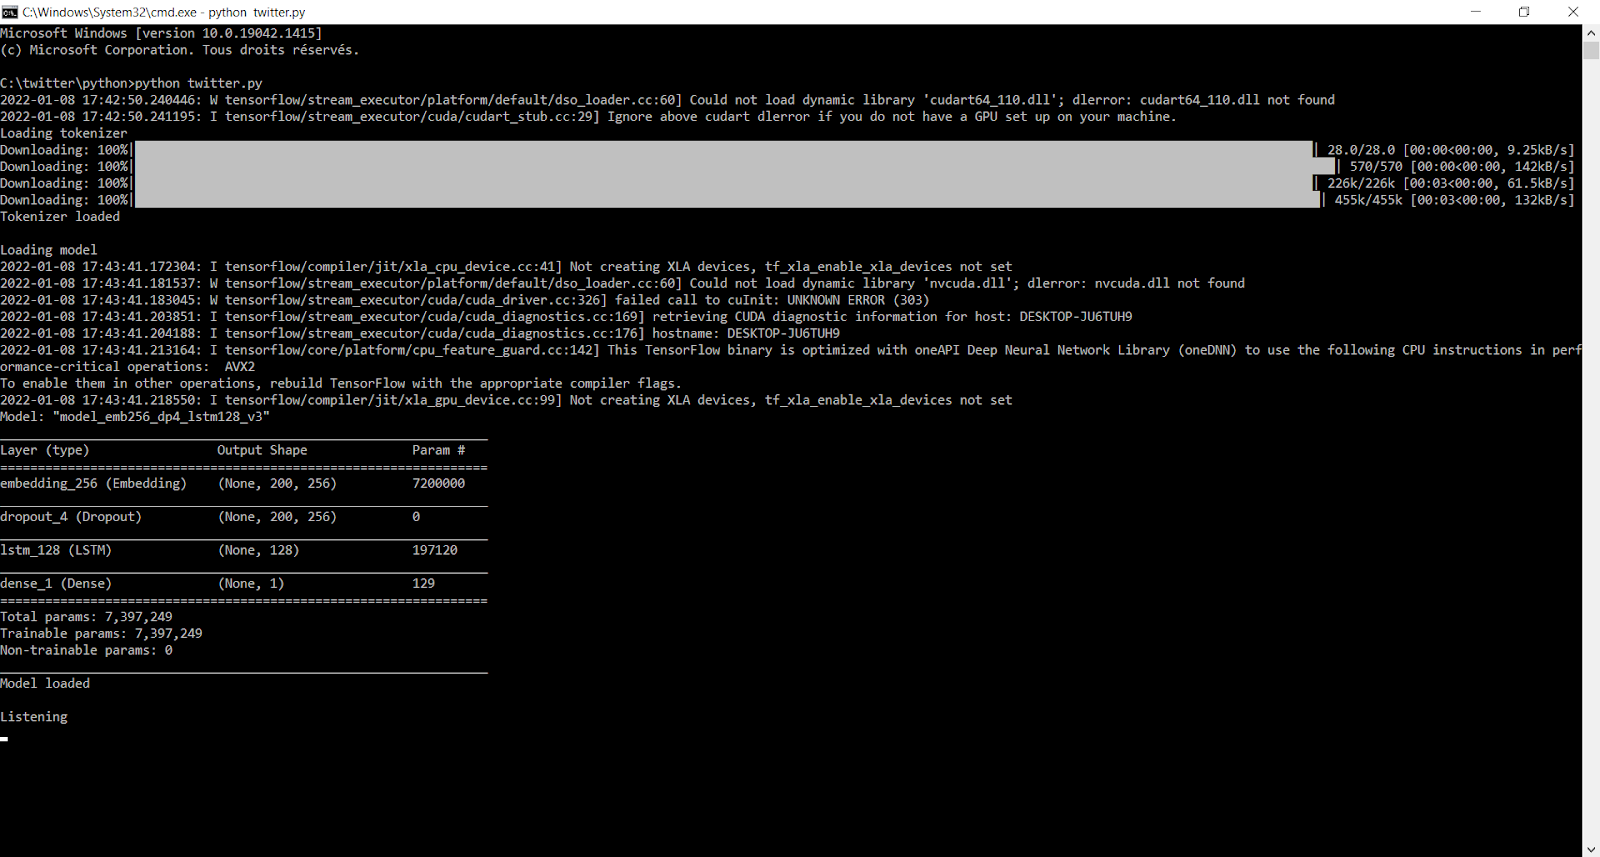 C:\Windows\System32\cmd.exe - python  twitter.py
Microsoft Windows [version 10.0.19042.1415]
(c) Microsoft Corporation. Tous droits réservés.
C:\twitter\python>python twitter.py
2022-01-08 17:42:50.240446: W tensorflow/stream_executor/platform/default/dso_loader.cc:60] Could not load dynamic library 'cudart64_110.dll'; dlerror: cudart64_110.dll not found
2022-01-08 17:42:50.241195: I tensorflow/stream_executor/cuda/cudart_stub.cc:29] Ignore above cudart dlerror if you do not have a GPU set up on your machine.
Loading tokenizer
Downloading: 100%| | 28.0/28.0 [00:00<00:00, 9.25kB/s]
Downloading: 100%| | 570/570 [00:00<00:00, 142kB/s]
Downloading: 100%| | 226k/226k [00:03<00:00, 61.5kB/s]
Downloading: 100%| | 455k/455k [00:03<00:00, 132kB/s]
Tokenizer loaded
Loading model
2022-01-08 17:43:41.172304: I tensorflow/compiler/jit/xla_cpu_device.cc:41] Not creating XLA devices, tf_xla_enable_xla_devices not set
2022-01-08 17:43:41.181537: W tensorflow/stream_executor/platform/default/dso_loader.cc:60] Could not load dynamic library 'nvcuda.dll'; dlerror: nvcuda.dll not found
2022-01-08 17:43:41.183045: W tensorflow/stream_executor/cuda/cuda_driver.cc:326] failed call to cuInit: UNKNOWN ERROR (303)
2022-01-08 17:43:41.203851: I tensorflow/stream_executor/cuda/cuda_diagnostics.cc:169] retrieving CUDA diagnostic information for host: DESKTOP-JU6TUH9
2022-01-08 17:43:41.204188: I tensorflow/stream_executor/cuda/cuda_diagnostics.cc:176] hostname: DESKTOP-JU6TUH9
2022-01-08 17:43:41.213164: I tensorflow/core/platform/cpu_feature_guard.cc:142] This TensorFlow binary is optimized with oneAPI Deep Neural Network Library (oneDNN) to use the following CPU instructions in perf
ormance-critical operations:  AVX2
To enable them in other operations, rebuild TensorFlow with the appropriate compiler flags.
2022-01-08 17:43:41.218550: I tensorflow/compiler/jit/xla_gpu_device.cc:99] Not creating XLA devices, tf_xla_enable_xla_devices not set
Model: "model_emb256_dp4_lstm128_v3"
_________________________________________________________________
Layer (type)                 Output Shape              Param #
=================================================================
embedding_256 (Embedding)    (None, 200, 256)          7200000
_________________________________________________________________
dropout_4 (Dropout)          (None, 200, 256)          0
_________________________________________________________________
lstm_128 (LSTM)              (None, 128)               197120
_________________________________________________________________
dense_1 (Dense)              (None, 1)                 129
=================================================================
Total params: 7,397,249
Trainable params: 7,397,249
Non-trainable params: 0
_________________________________________________________________
Model loaded
Listening